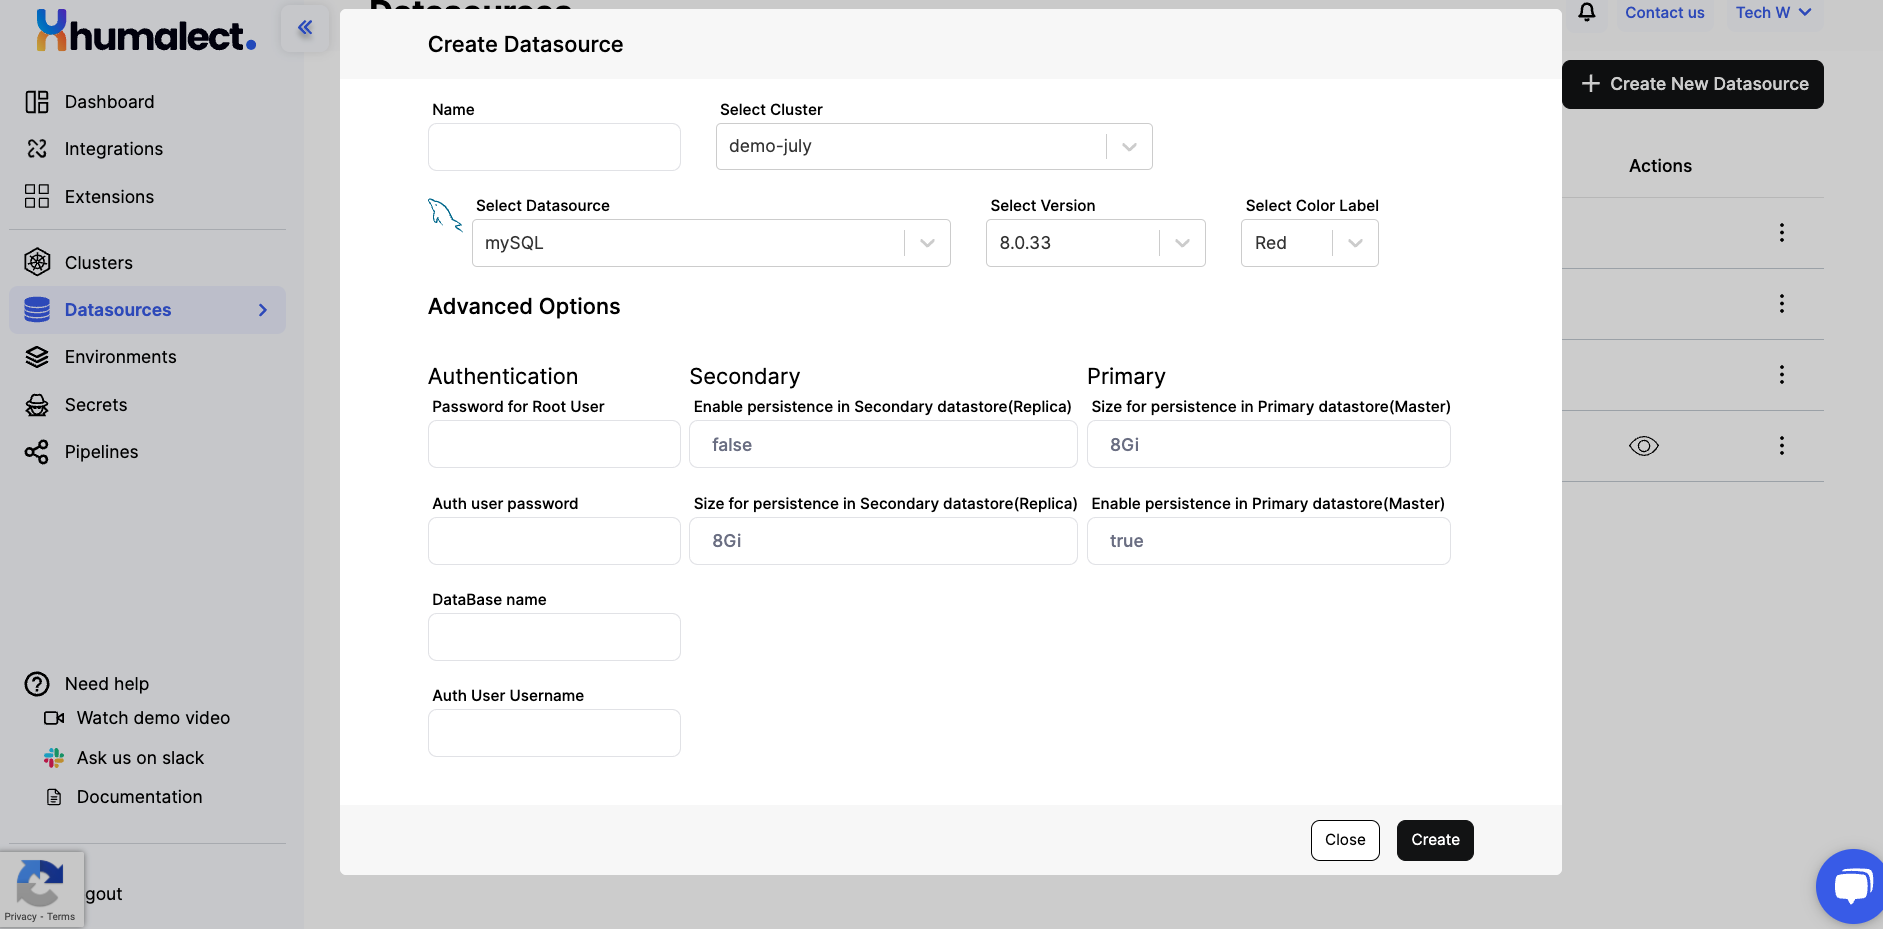 Datasources
humalect.
Contact us
Tech W
Create Datasource
Create New Datasource
Dashboard
Integrations
Extensions
Clusters
Datasources
Environments
Secrets
Pipelines
Need help
Watch demo video
Ask us on slack
Documentation
gout
Privacy - Terms
Name
Select Cluster
demo-july
Select Datasource
Select Version
Select Color Label
mySQL
8.0.33
Red
Advanced Options
Authentication
Secondary
Primary
Password for Root User
Enable persistence in Secondary datastore(Replica)
Size for persistence in Primary datastore(Master)
false
8Gi
Auth user password
Size for persistence in Secondary datastore(Replica)
Enable persistence in Primary datastore(Master)
8Gi
true
DataBase name
Auth User Username
Close
Create
Actions